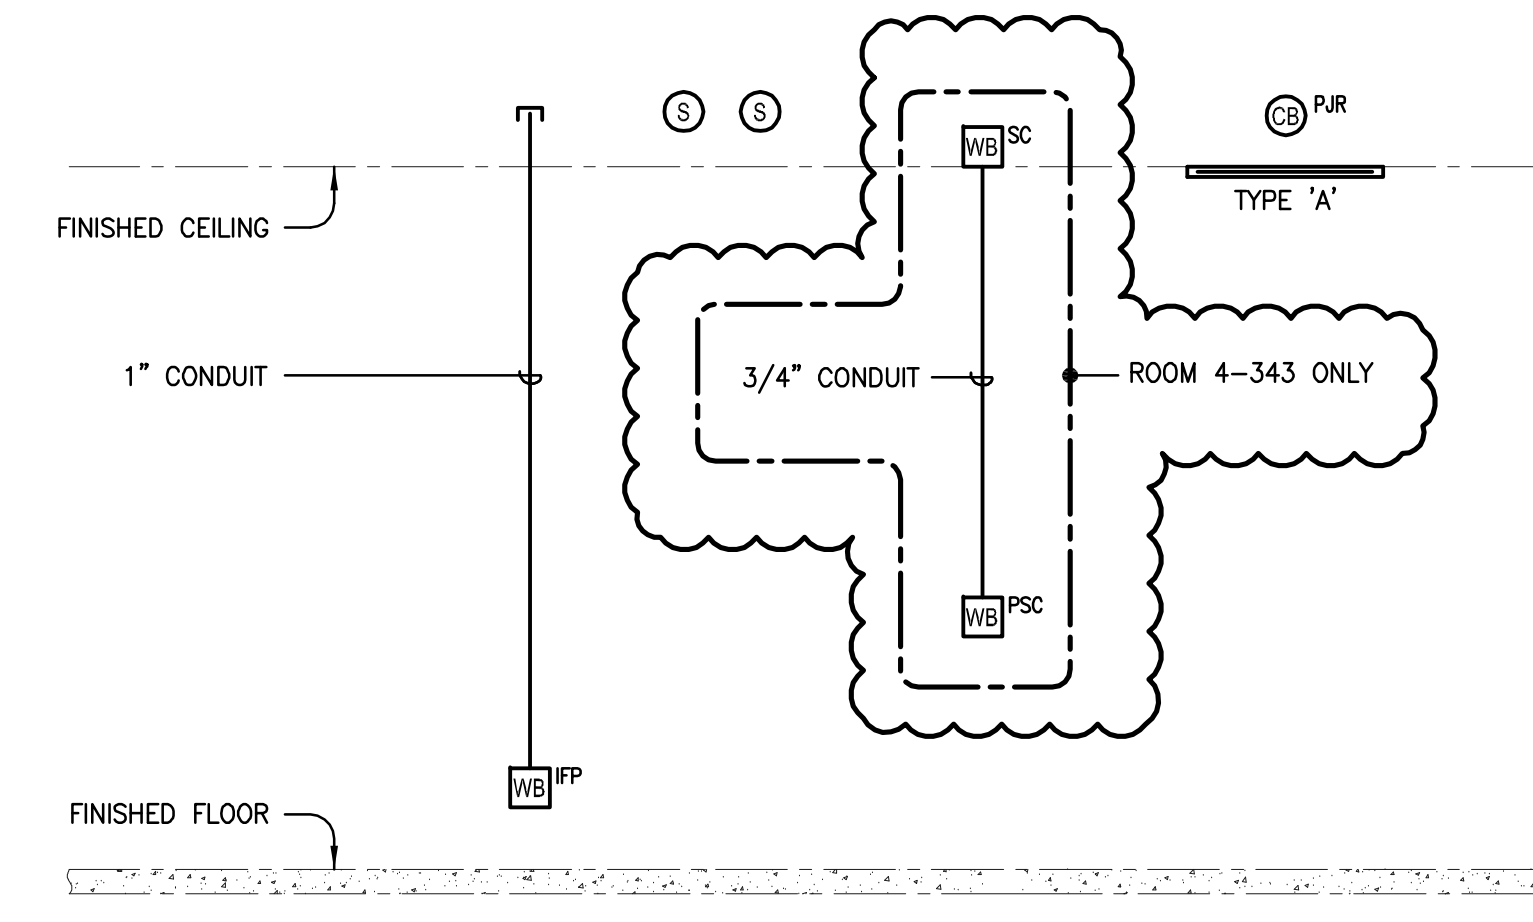 S
S
WB SC
CB PJR
TYPE 'A'
FINISHED CEILING
1" CONDUIT
3/4" CONDUIT
ROOM 4-343 ONLY
WB PSC
WB IFP
FINISHED FLOOR